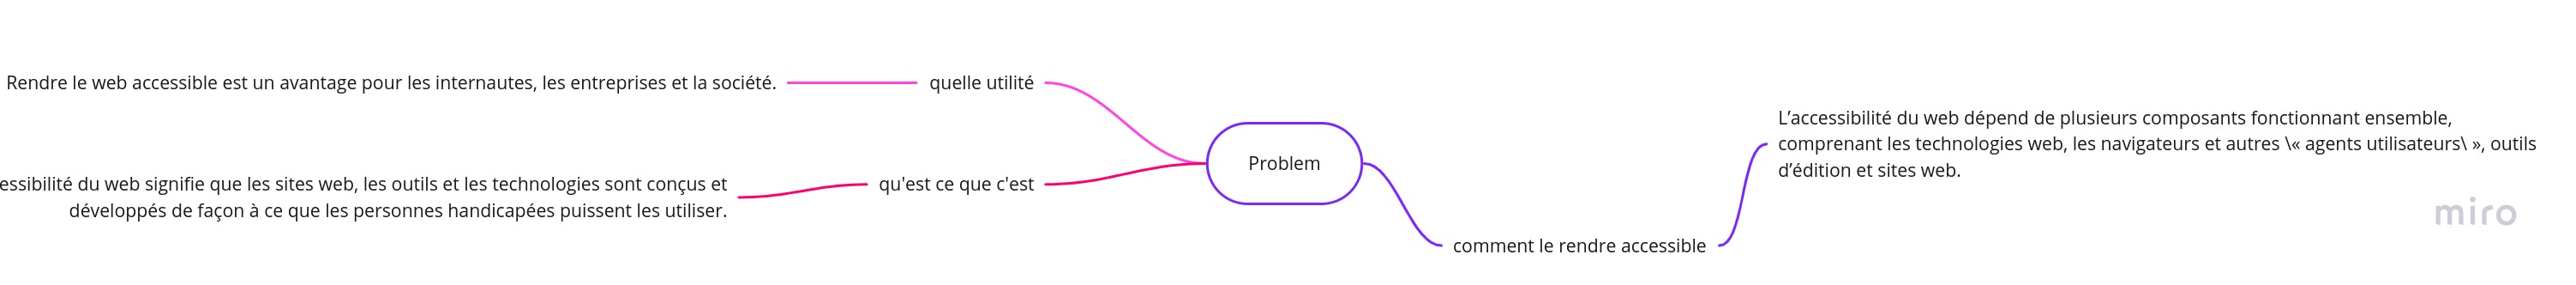 Rendre le web accessible est un avantage pour les internautes, les entreprises et la société.
quelle utilité
essibilité du web signifie que les sites web, les outils et les technologies sont conçus et
développés de façon à ce que les personnes handicapées puissent les utiliser.
qu'est ce que c'est
Problem
comment le rendre accessible
L’accessibilité du web dépend de plusieurs composants fonctionnant ensemble,
comprenant les technologies web, les navigateurs et autres \« agents utilisateurs\ », outils
d’édition et sites web.
miro